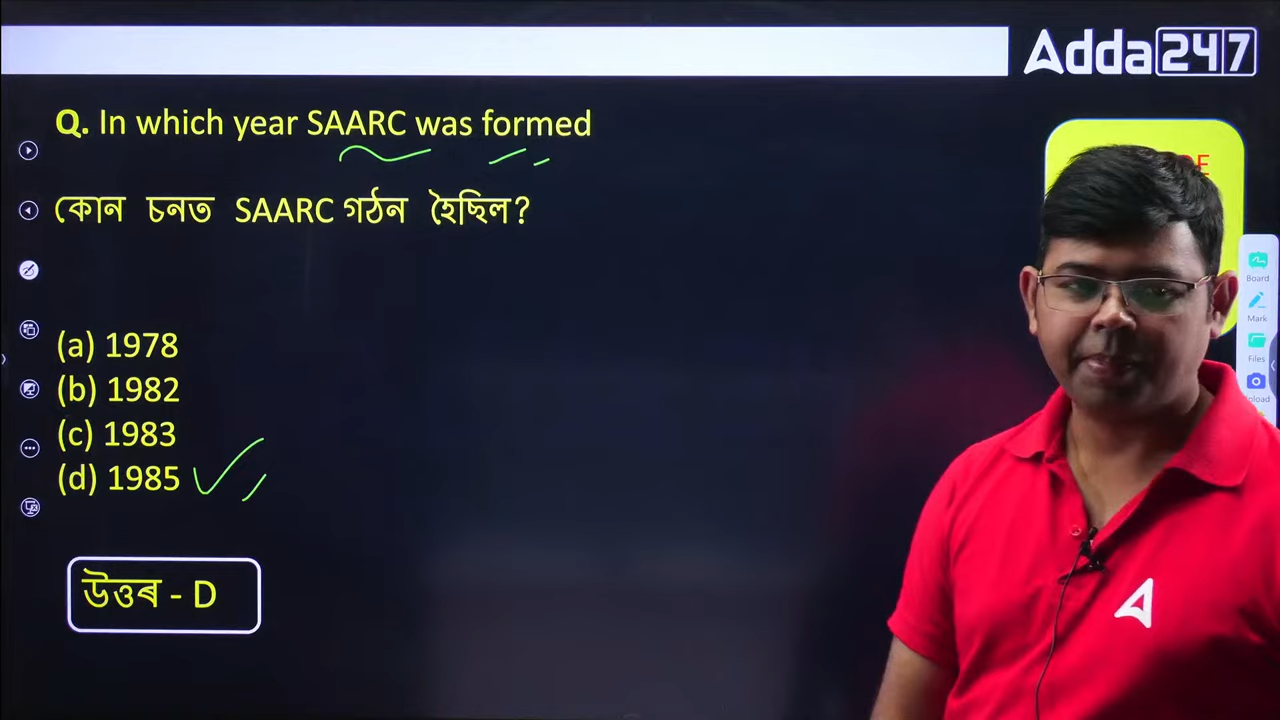 Adda247
Q. In which year SAARC was formed
কোন চনত SAARC গঠন হৈছিল?
(a) 1978
(b) 1982
(c) 1983
(d) 1985
উত্তৰ - D
Board
Mark
Files